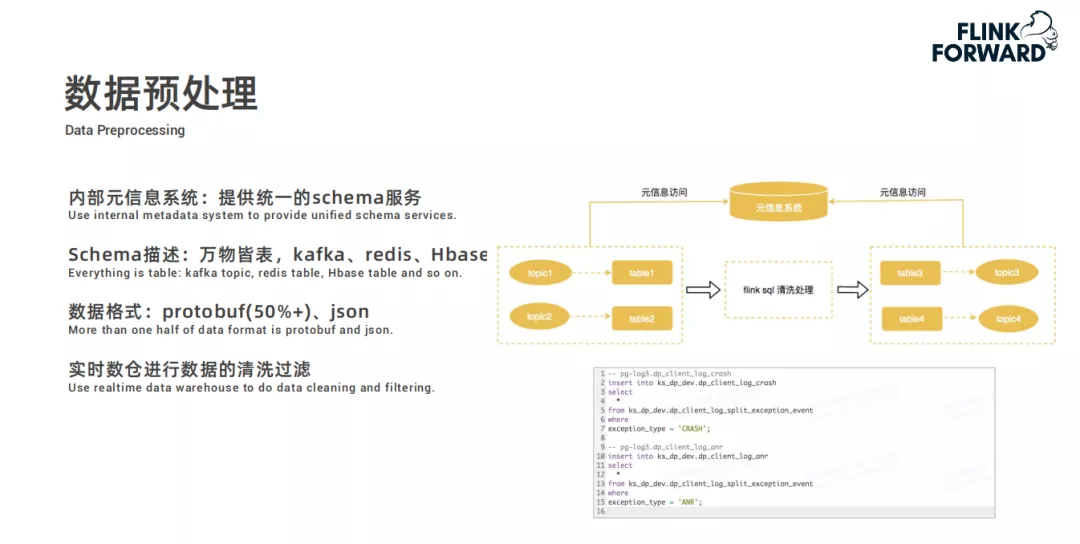 FLINK
FORWARD
数据预处理
Data Preprocessing
内部元信息系统：提供统一的schema服务
Use internal metadata system to provide unified schema services.
Schema描述：万物皆表，kafka、redis、Hbase
Everything is table: kafka topic, redis table, Hbase table and so on.
数据格式：protobuf(50%+)、json
More than one half of data format is protobuf and json.
实时数仓进行数据的清洗过滤
Use realtime data warehouse to do data cleaning and filtering.
元信息访问
元信息系统
元信息访问
topic1
table1
topic2
table2
flink sql 清洗处理
table3
topic3
table4
topic4
1 -- pg-log3.dp_client_log_crash
2 insert into ks_dp_dev.dp_client_log_crash
3 select
4 *
5 from ks_dp_dev.dp_client_log_split_exception_event
6 where
7 exception_type = 'CRASH';
8
9 -- pg-log3.dp_client_log_anr
10 insert into ks_dp_dev.dp_client_log_anr
11 select
12 *
13 from ks_dp_dev.dp_client_log_split_exception_event
14 where
15 exception_type = 'ANR';
16